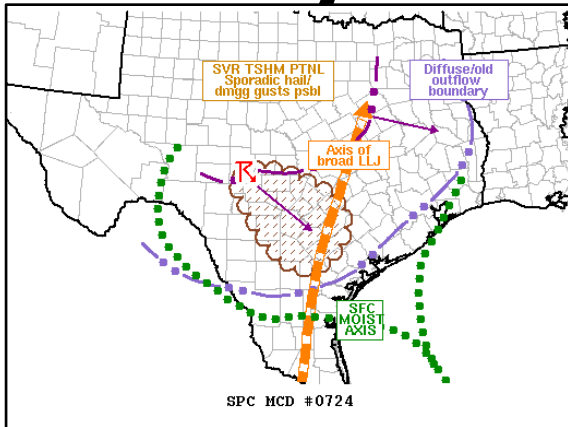 SVR TSHM PTNL
Sporadic hail/
dmgg gusts psbl
Diffuse/old
outflow
boundary
Axis of
broad LLJ
SFC
MOIST
AXIS
SPC MCD #0724